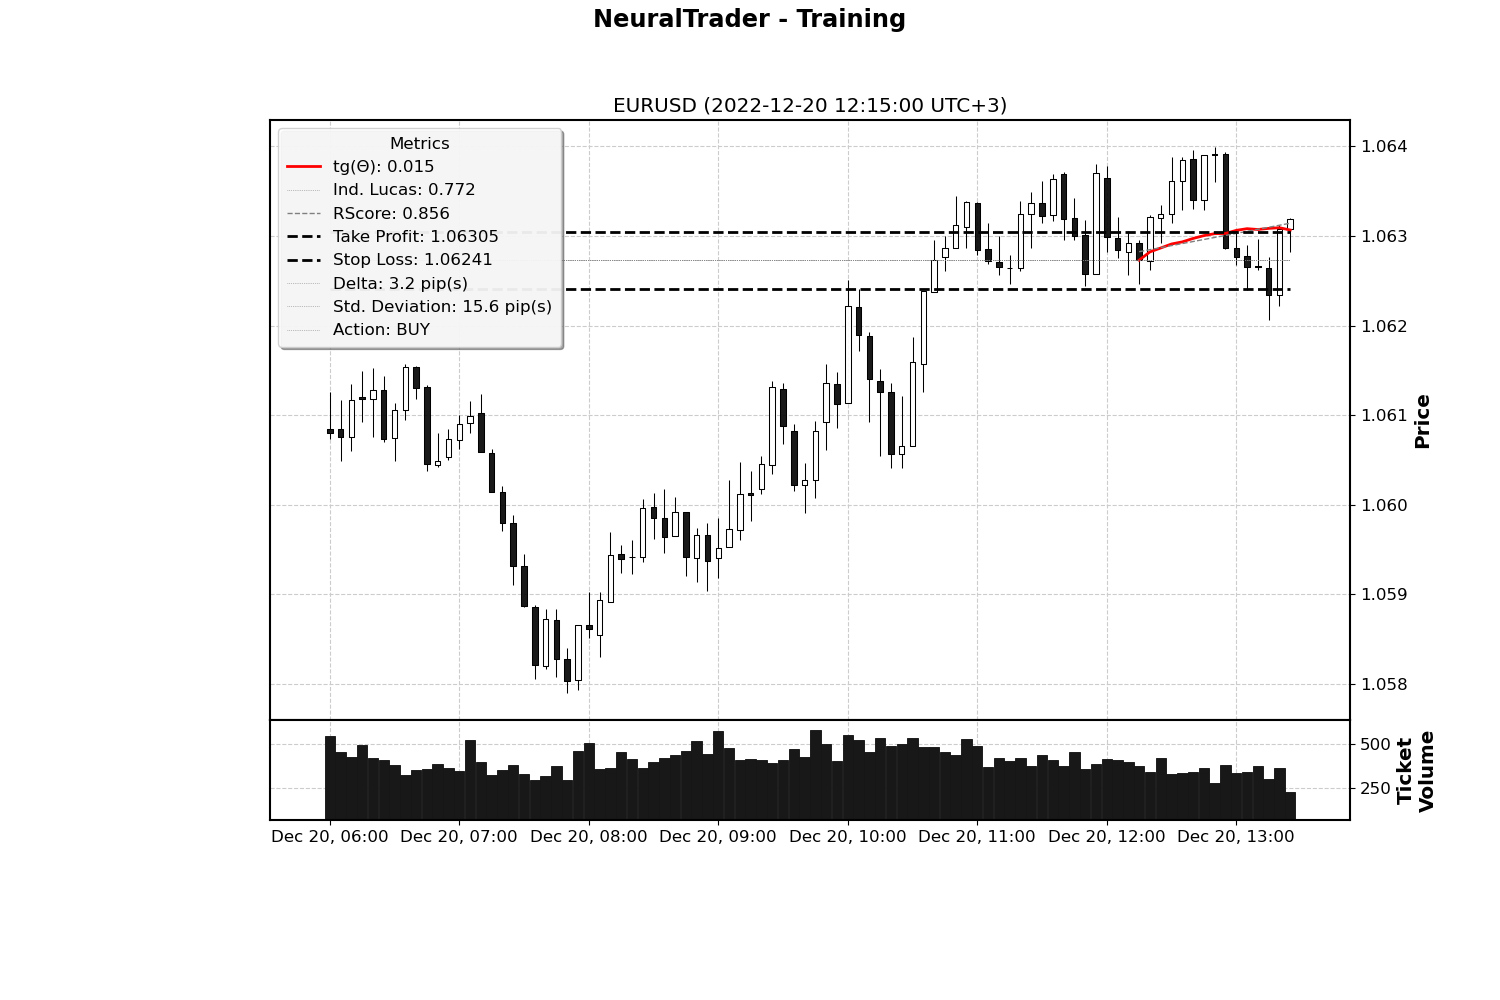 NeuralTrader - Training
EURUSD (2022-12-20 12:15:00 UTC+3)
Metrics
tg(Θ): 0.015
Ind. Lucas: 0.772
RScore: 0.856
Take Profit: 1.06305
Stop Loss: 1.06241
Delta: 3.2 pip(s)
Std. Deviation: 15.6 pip(s)
Action: BUY
1.064
1.063
1.062
1.061
1.060
1.059
1.058
Price
500
250
Ticket
Volume
Dec 20, 06:00 Dec 20, 07:00 Dec 20, 08:00 Dec 20, 09:00 Dec 20, 10:00 Dec 20, 11:00 Dec 20, 12:00 Dec 20, 13:00